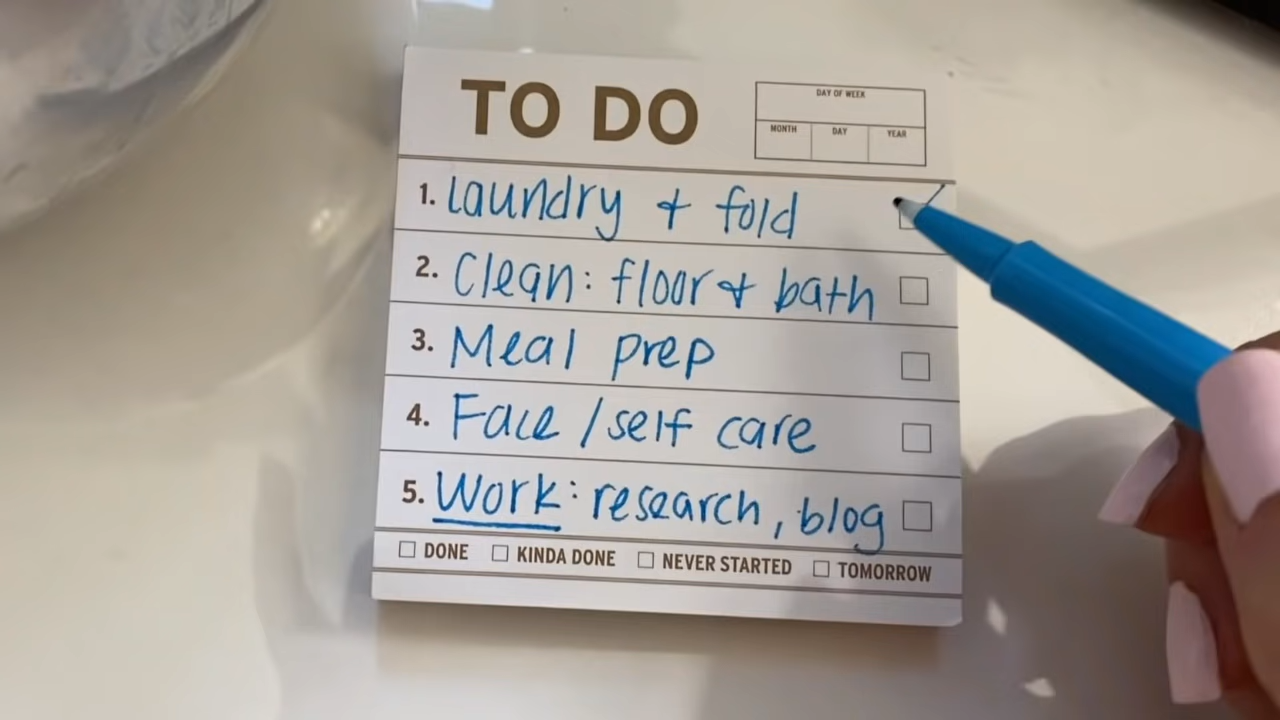 TO DO
DAY OF WEEK
MONTH DAY YEAR
1. Laundry + fold
2. Clean: floor + bath
3. Meal prep
4. Face / self care
5. Work: research, blog
DONE KINDA DONE NEVER STARTED TOMORROW